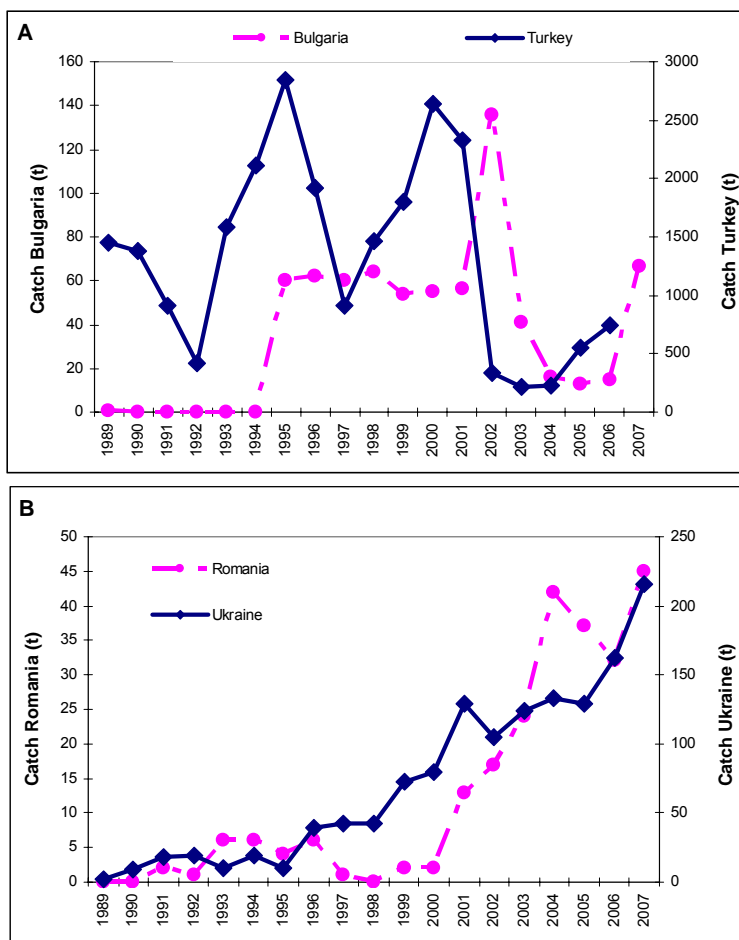 A
Bulgaria Turkey
160 3000
140 2500
120
100 2000
80 1500
60 1000
40
20 500
0 0
Catch Bulgaria (t)
Catch Turkey (t)
1989 1990 1991 1992 1993 1994 1995 1996 1997 1998 1999 2000 2001 2002 2003 2004 2005 2006 2007
B
Romania
Ukraine
50 250
45
40 200
35
30 150
25
20 100
15
10 50
5
0 0
Catch Romania (t)
Catch Ukraine (t)
1989 1990 1991 1992 1993 1994 1995 1996 1997 1998 1999 2000 2001 2002 2003 2004 2005 2006 2007